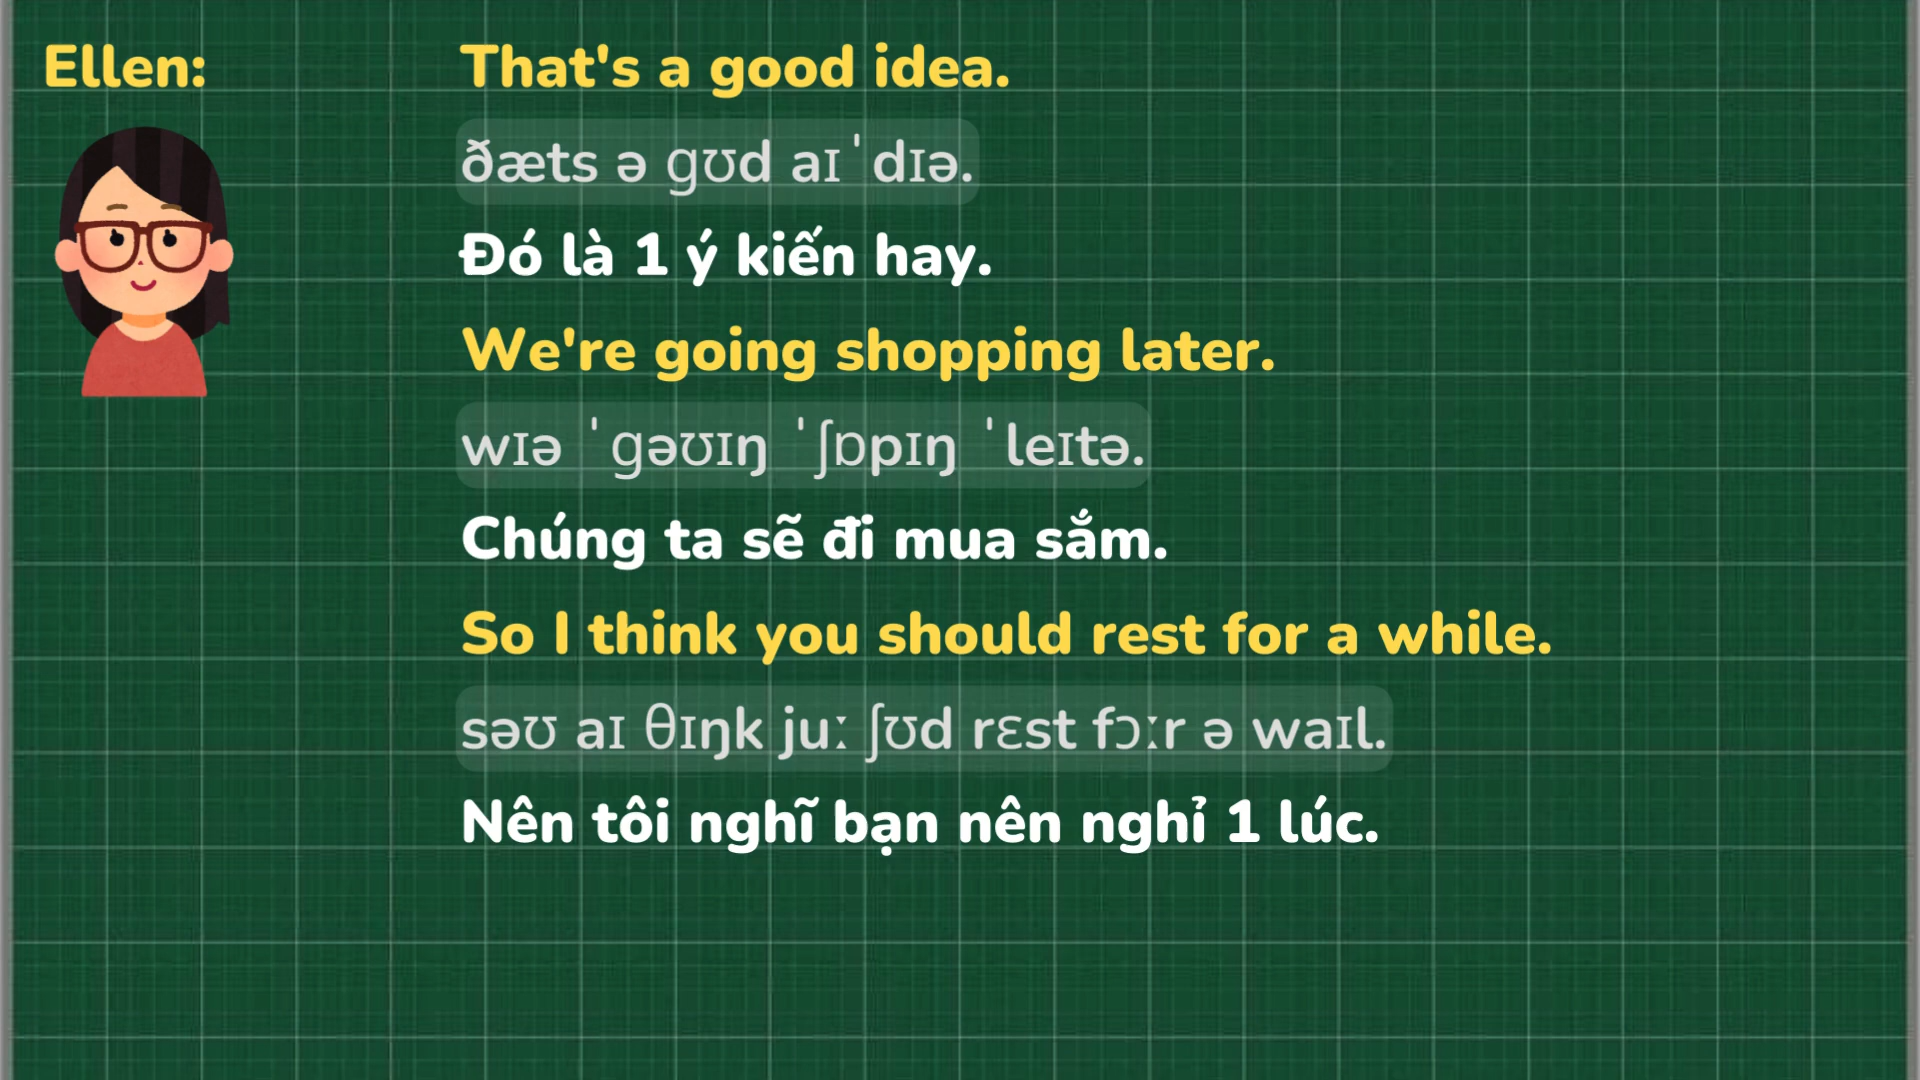 Ellen:
That's a good idea.
ðæts ə ɡʊd aɪˈdɪə.
Đó là 1 ý kiến hay.
We're going shopping later.
wɪə ˈɡəʊɪŋ ˈʃɒpɪŋ ˈleɪtə.
Chúng ta sẽ đi mua sắm.
So I think you should rest for a while.
səʊ aɪ θɪŋk juː ʃʊd rɛst fɔːr ə waɪl.
Nên tôi nghĩ bạn nên nghỉ 1 lúc.